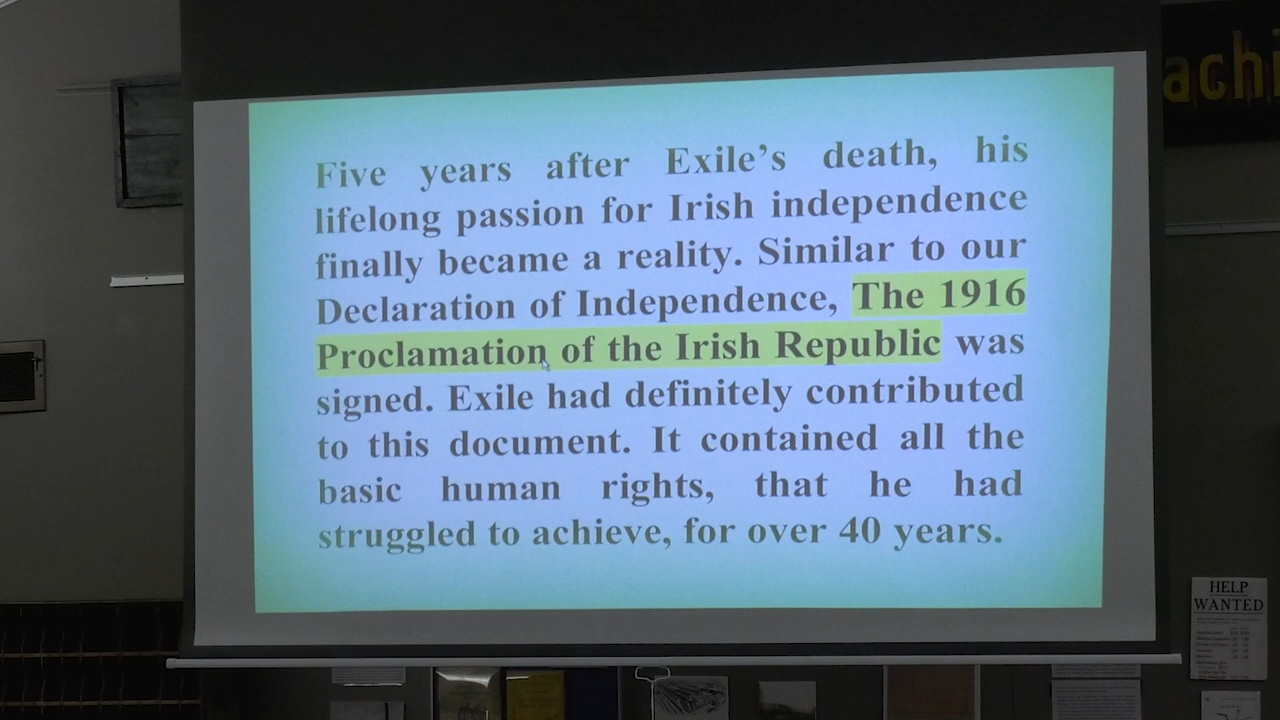 achi
Five years after Exile's death, his
lifelong passion for Irish independence
finally became a reality. Similar to our
Declaration of Independence, The 1916
Proclamation of the Irish Republic was
signed. Exile had definitely contributed
to this document. It contained all the
basic human rights, that he had
struggled to achieve, for over 40 years.
HELP
WANTED